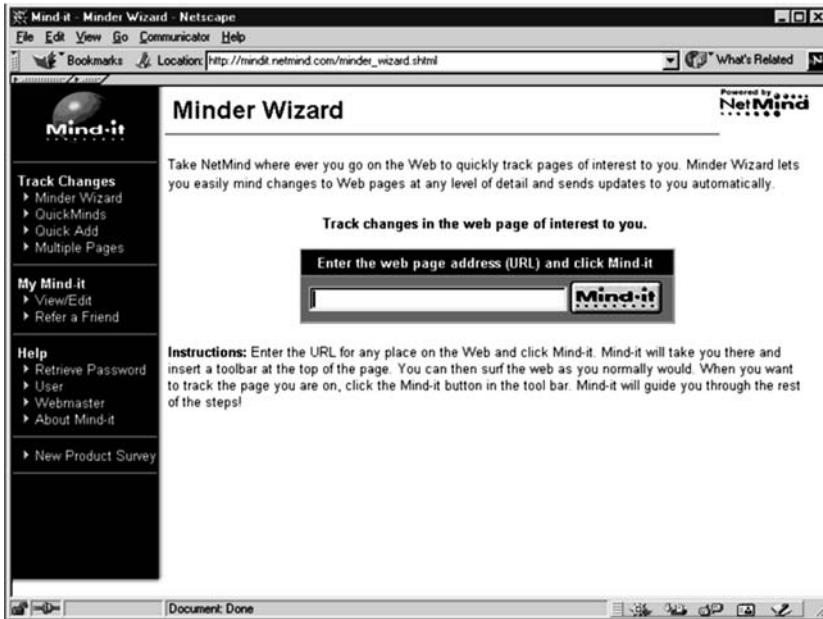 Mind-it - Minder Wizard - Netscape
File Edit View Go Communicator Help
Bookmarks Location: http://mindit.netmind.com/minder_wizard.shtml What's Related N
Mind-it
Track Changes
Minder Wizard
QuickMinds
Quick Add
Multiple Pages
My Mind-it
View/Edit
Refer a Friend
Help
Retrieve Password
User
Webmaster
About Mind-it
New Product Survey
Minder Wizard
Powered by
NetMind
Take NetMind where ever you go on the Web to quickly track pages of interest to you. Minder Wizard lets
you easily mind changes to Web pages at any level of detail and sends updates to you automatically.
Track changes in the web page of interest to you.
Enter the web page address (URL) and click Mind-it
Mind-it
Instructions: Enter the URL for any place on the Web and click Mind-it. Mind-it will take you there and
insert a toolbar at the top of the page. You can then surf the web as you normally would. When you want
to track the page you are on, click the Mind-it button in the tool bar. Mind-it will guide you through the rest
of the steps!
Document: Done